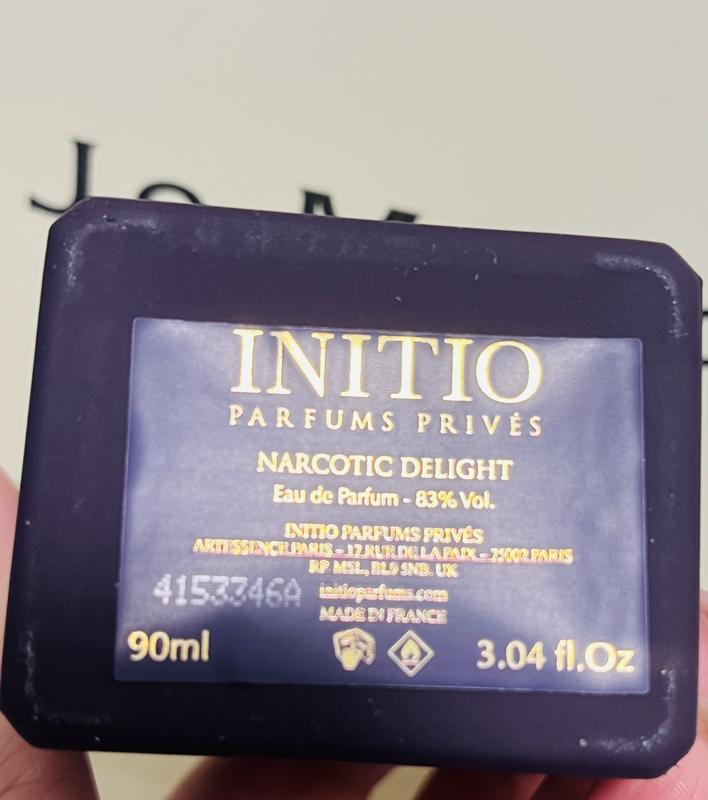 INITIO
PARFUMS PRIVÉS
NARCOTIC DELIGHT
Eau de Parfum - 83% Vol.
INITIO PARFUMS PRIVÉS
ARTESSENCE PARIS - 17 RUE DE LA PAIX - 75002 PARIS
RP MSL, BL9 5NB. UK
4153346A initioparfums.com
MADE IN FRANCE
90ml 3.04 fl.Oz